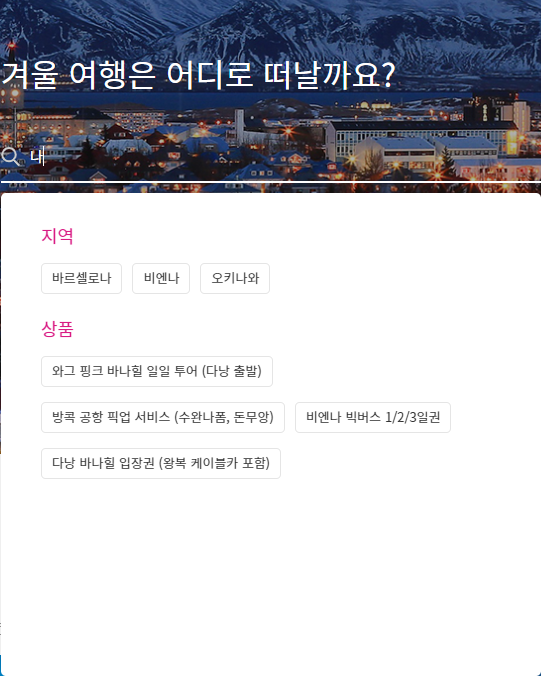 겨울 여행은 어디로 떠날까요?
내
지역
바르셀로나 비엔나 오키나와
상품
와그 핑크 바나힐 일일 투어 (다낭 출발)
방콕 공항 픽업 서비스 (수완나폼, 돈무앙) 비엔나 빅버스 1/2/3일권
다낭 바나힐 입장권 (왕복 케이블카 포함)